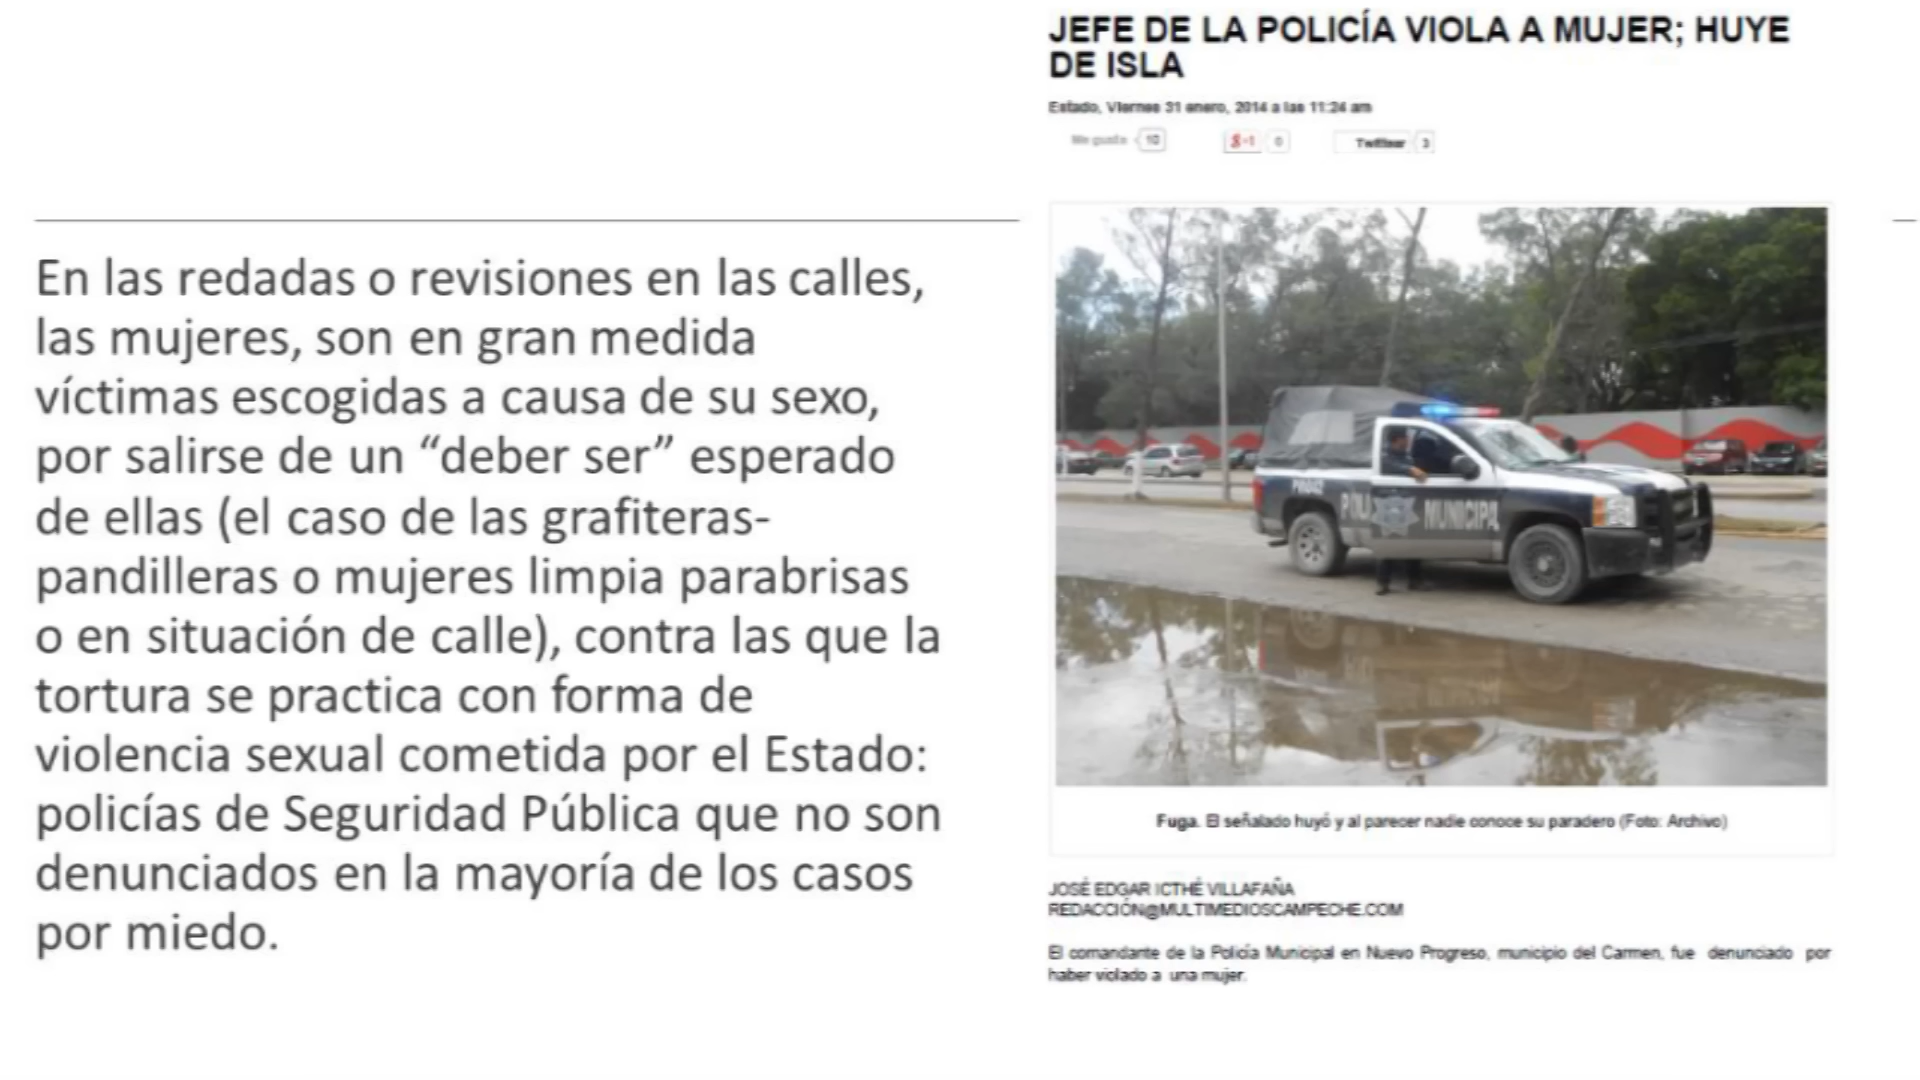 En las redadas o revisiones en las calles,
las mujeres, son en gran medida
víctimas escogidas a causa de su sexo,
por salirse de un “deber ser” esperado
de ellas (el caso de las grafiteras-
pandilleras o mujeres limpia parabrisas
o en situación de calle), contra las que la
tortura se practica con forma de
violencia sexual cometida por el Estado:
policías de Seguridad Pública que no son
denunciados en la mayoría de los casos
por miedo.
JEFE DE LA POLICÍA VIOLA A MUJER; HUYE
DE ISLA
Estado, Viernes 31 enero, 2014 a las 11:24 am
Me gusta 10 +1 0 Twittear 3
MUNICIPAL
Fuga. El señalado huyó y al parecer nadie conoce su paradero (Foto: Archivo)
JOSÉ EDGAR ICTHÉ VILLAFAÑA
REDACCIÓN@MULTIMEDIOSCAMPECHE.COM
El comandante de la Policía Municipal en Nuevo Progreso, municipio del Carmen, fue denunciado por
haber violado a una mujer.